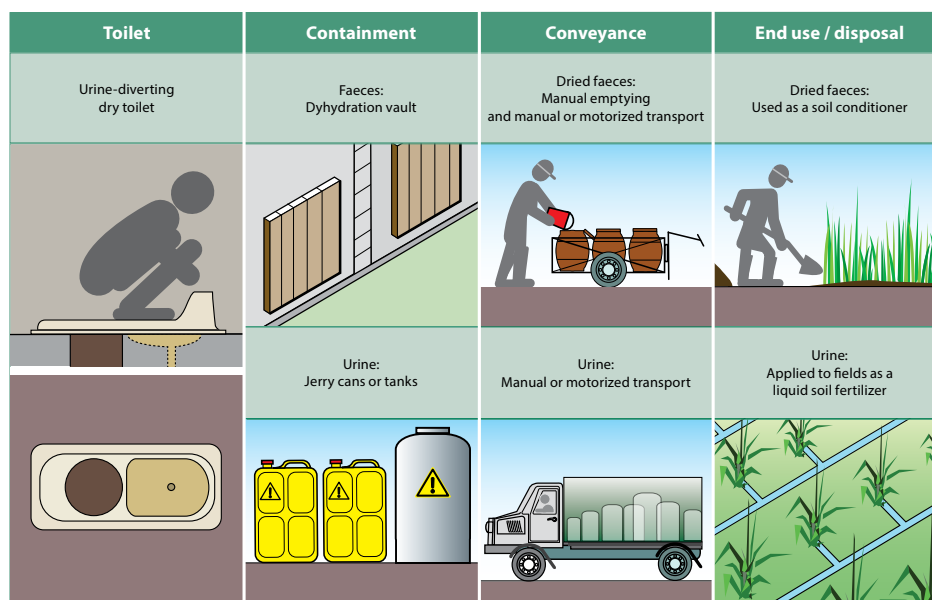 Toilet
Containment
Conveyance
End use / disposal
Urine-diverting
dry toilet
Faeces:
Dyhydration vault
Dried faeces:
Manual emptying
and manual or motorized transport
Dried faeces:
Used as a soil conditioner
Urine:
Jerry cans or tanks
Urine:
Manual or motorized transport
Urine:
Applied to fields as a
liquid soil fertilizer